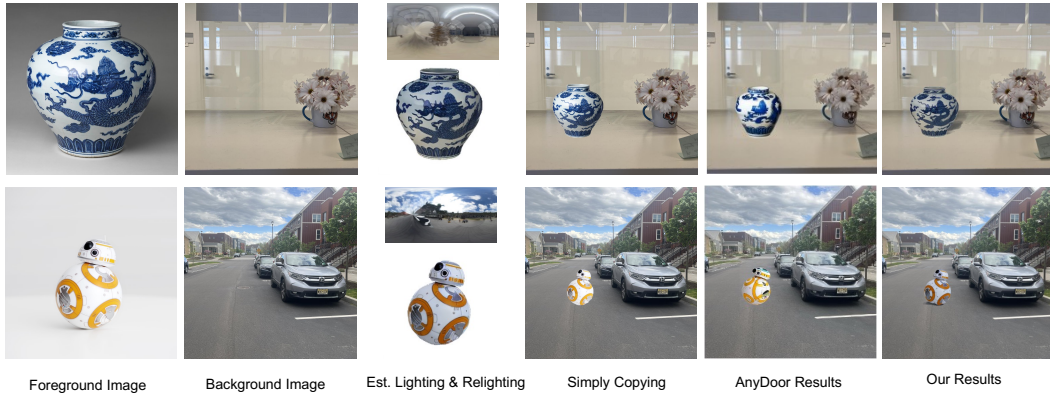 Foreground Image
Background Image
Est. Lighting & Relighting
Simply Copying
AnyDoor Results
Our Results